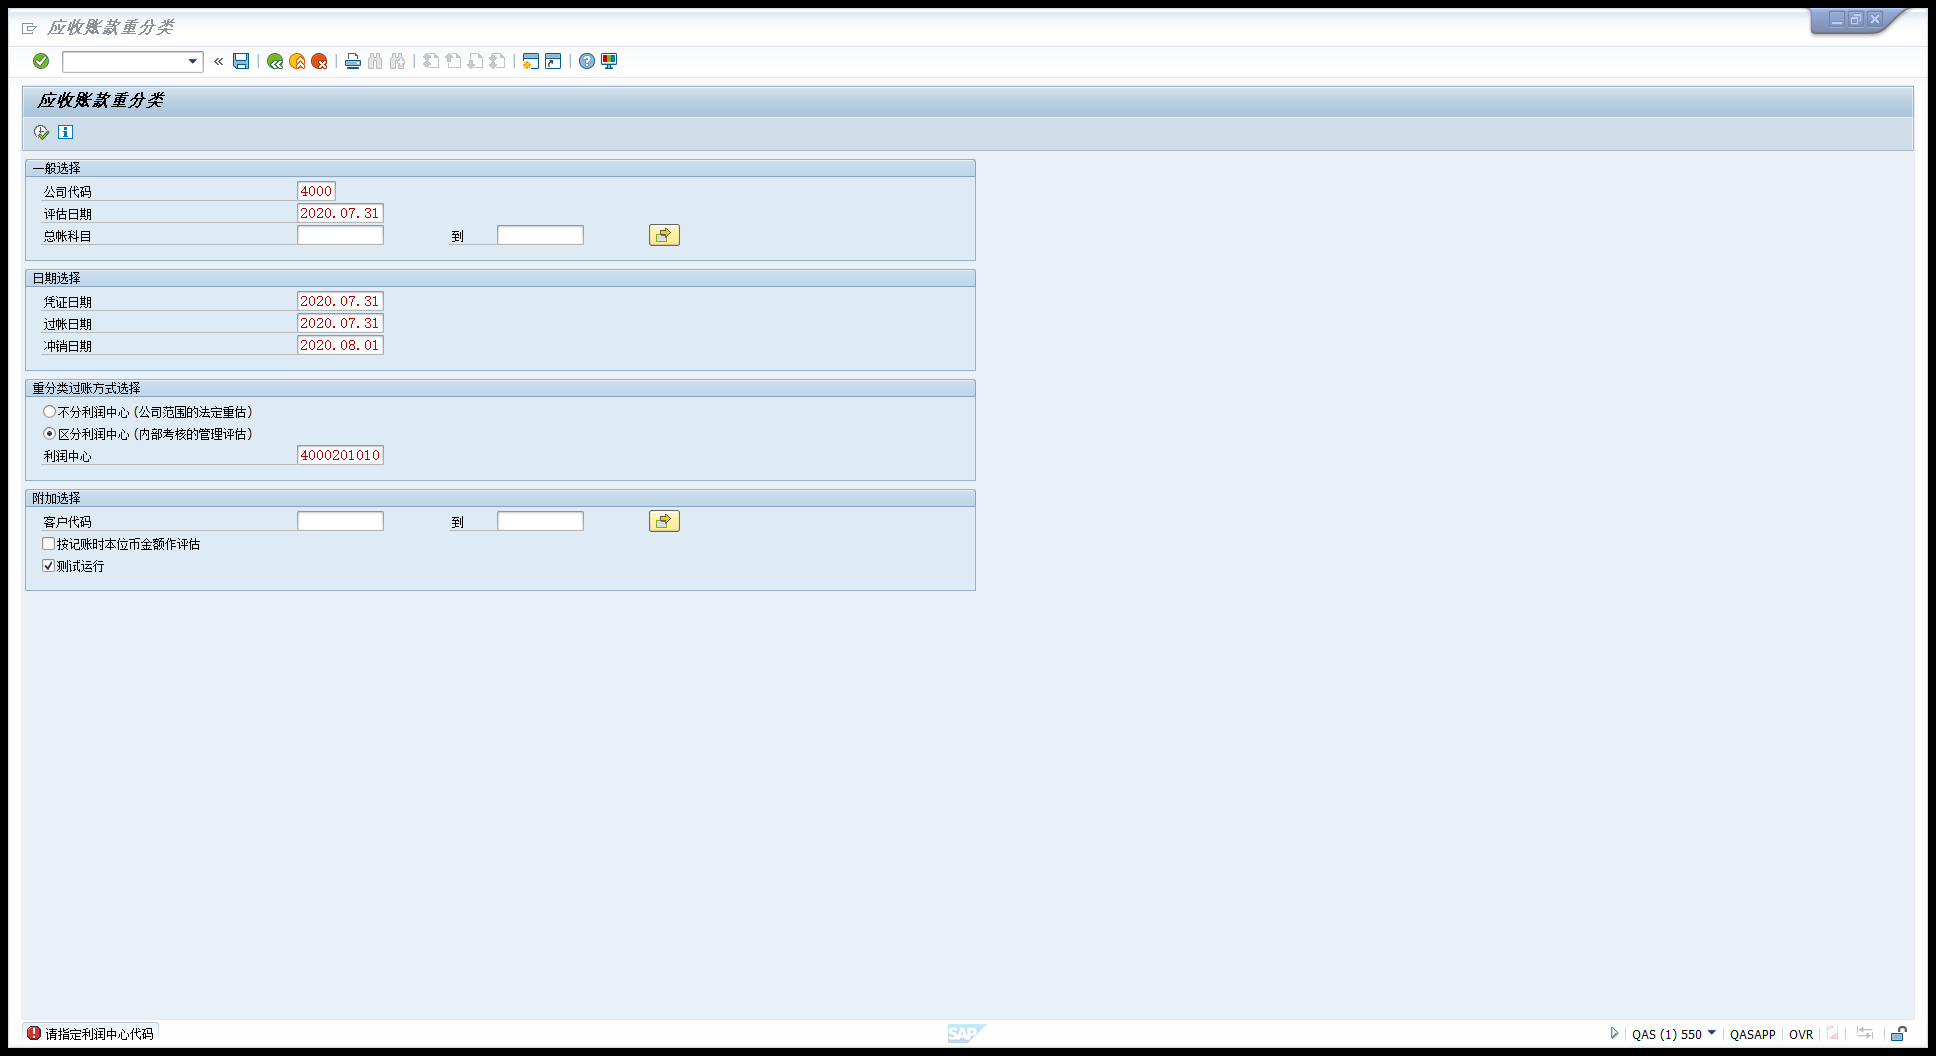 应收账款重分类
应收账款重分类
一般选择
公司代码 4000
评估日期 2020.07.31
总帐科目 到
日期选择
凭证日期 2020.07.31
过帐日期 2020.07.31
冲销日期 2020.08.01
重分类过账方式选择
不分利润中心(公司范围的法定重估)
区分利润中心(内部考核的管理评估)
利润中心 4000201010
附加选择
客户代码 到
按记账时本位币金额作评估
测试运行
请指定利润中心代码 SAP QAS (1) 550 QASAPP OVR